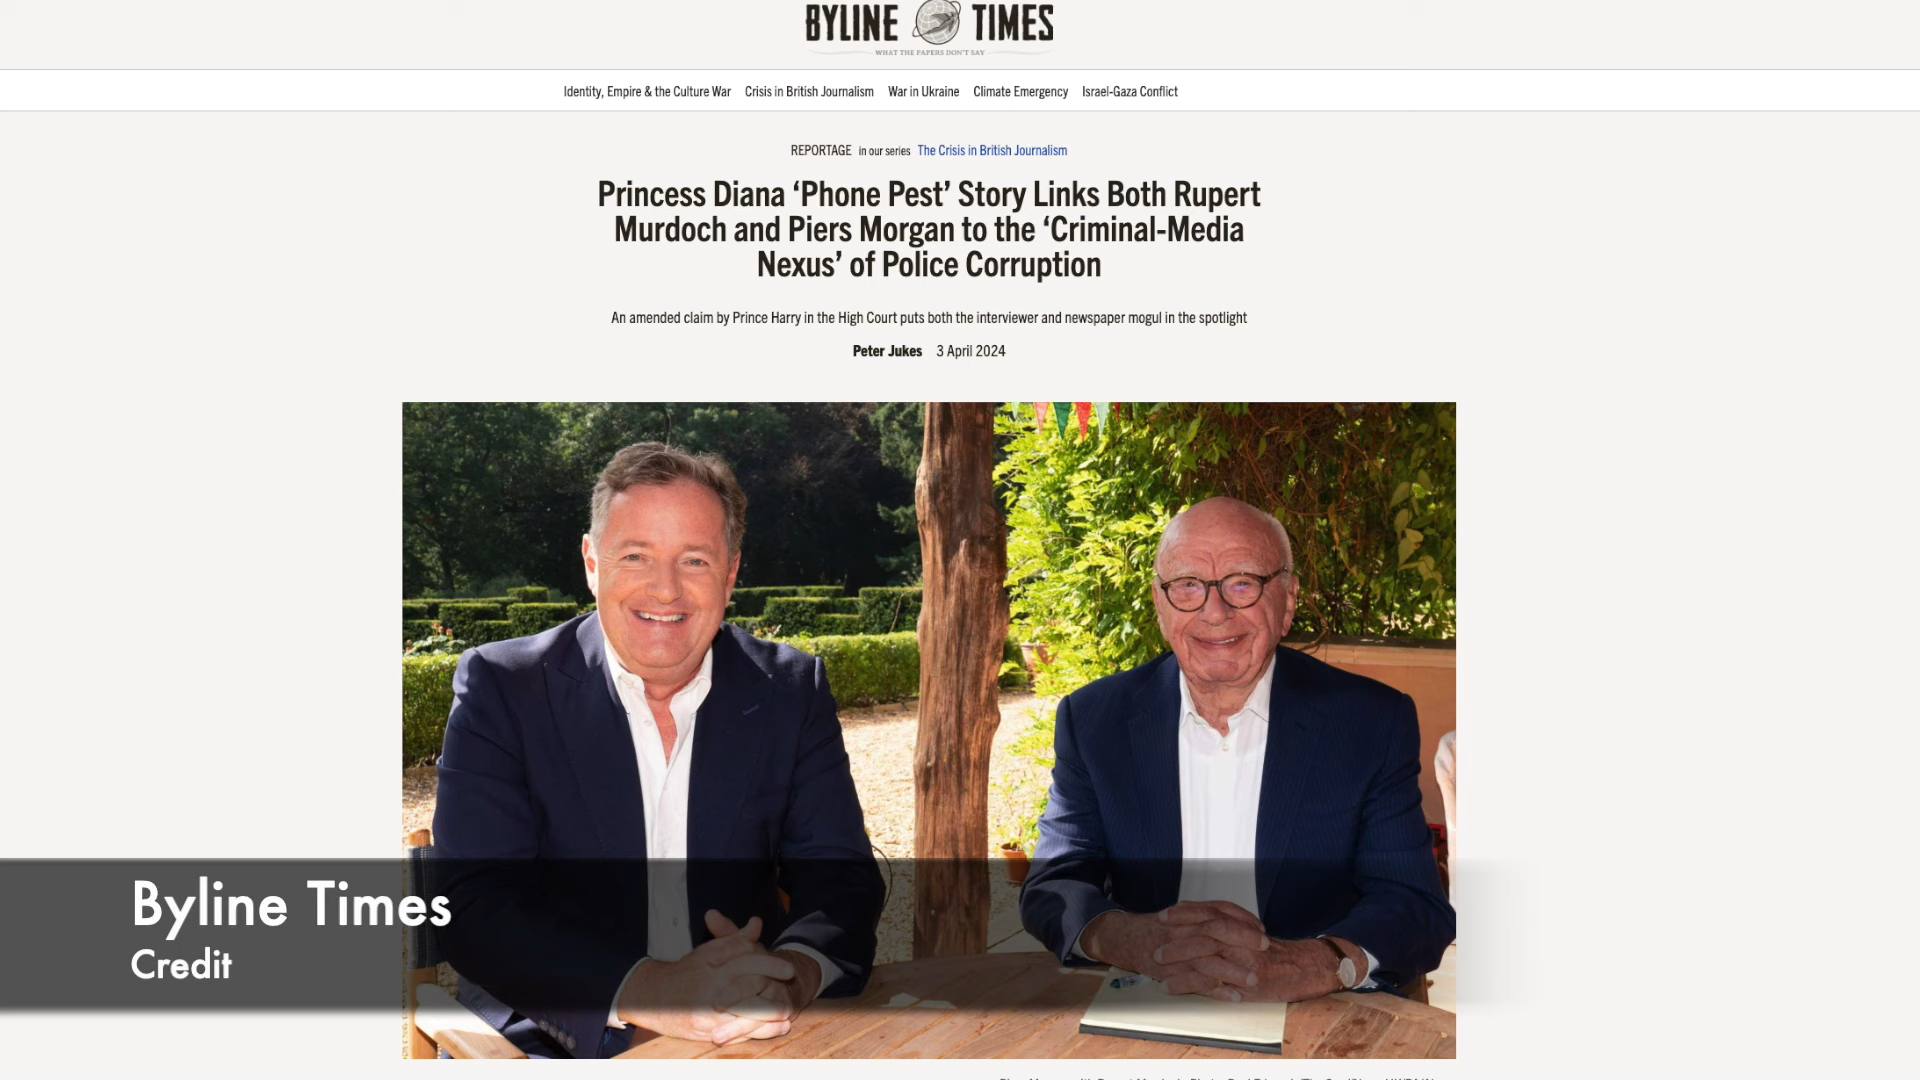 BYLINE TIMES
WHAT THE PAPERS DON'T SAY
Identity, Empire & the Culture War Crisis in British Journalism War in Ukraine Climate Emergency Israel-Gaza Conflict
REPORTAGE in our series The Crisis in British Journalism
Princess Diana ‘Phone Pest’ Story Links Both Rupert
Murdoch and Piers Morgan to the ‘Criminal-Media
Nexus’ of Police Corruption
An amended claim by Prince Harry in the High Court puts both the interviewer and newspaper mogul in the spotlight
Peter Jukes 3 April 2024
Byline Times
Credit